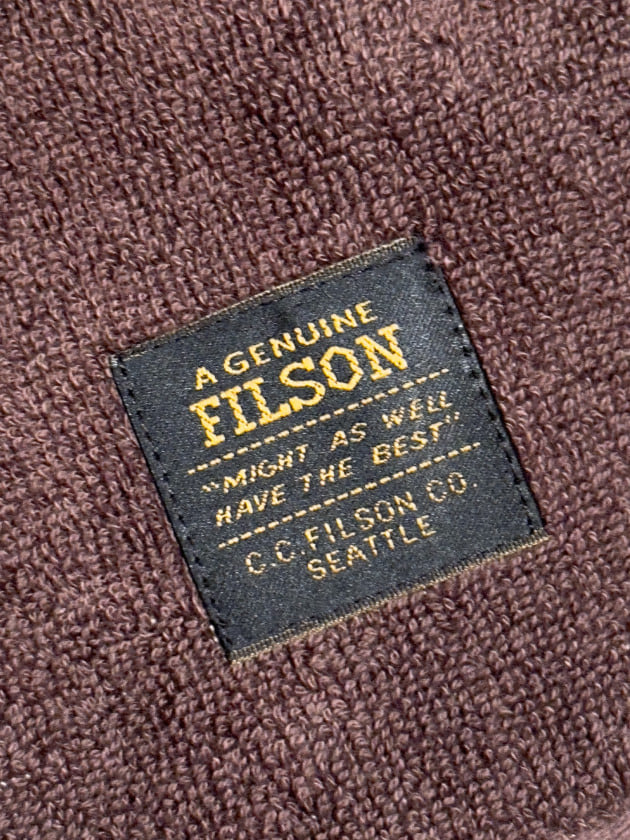 A GENUINE
FILSON
"MIGHT AS WELL
HAVE THE BEST"
C.C. FILSON CO.
SEATTLE